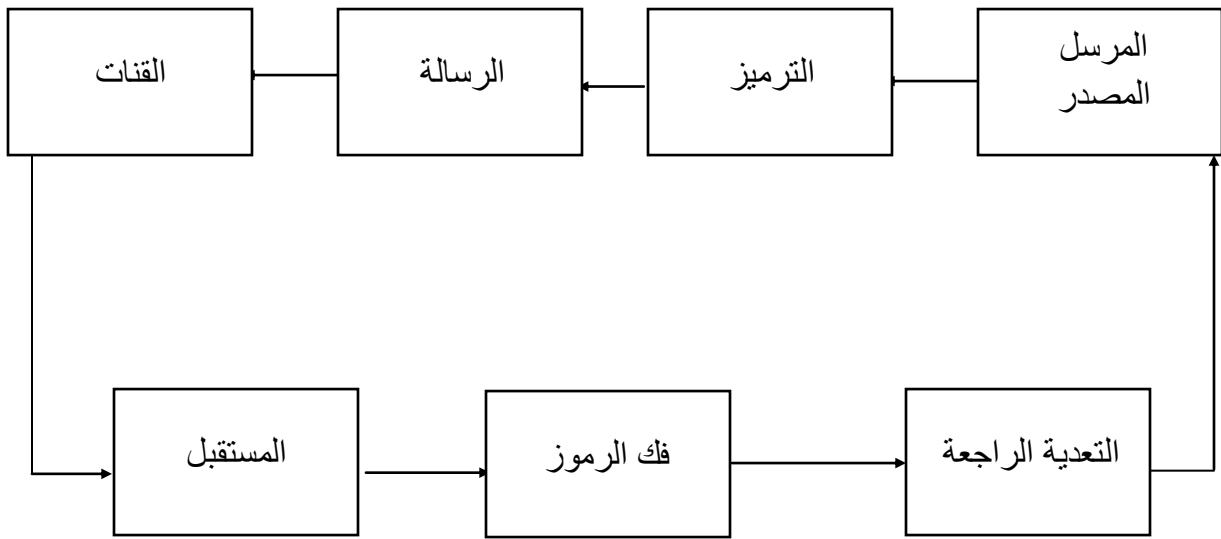 المرسل
المصدر
الترميز
الرسالة
القنات
المستقبل
فك الرموز
التعدية الراجعة